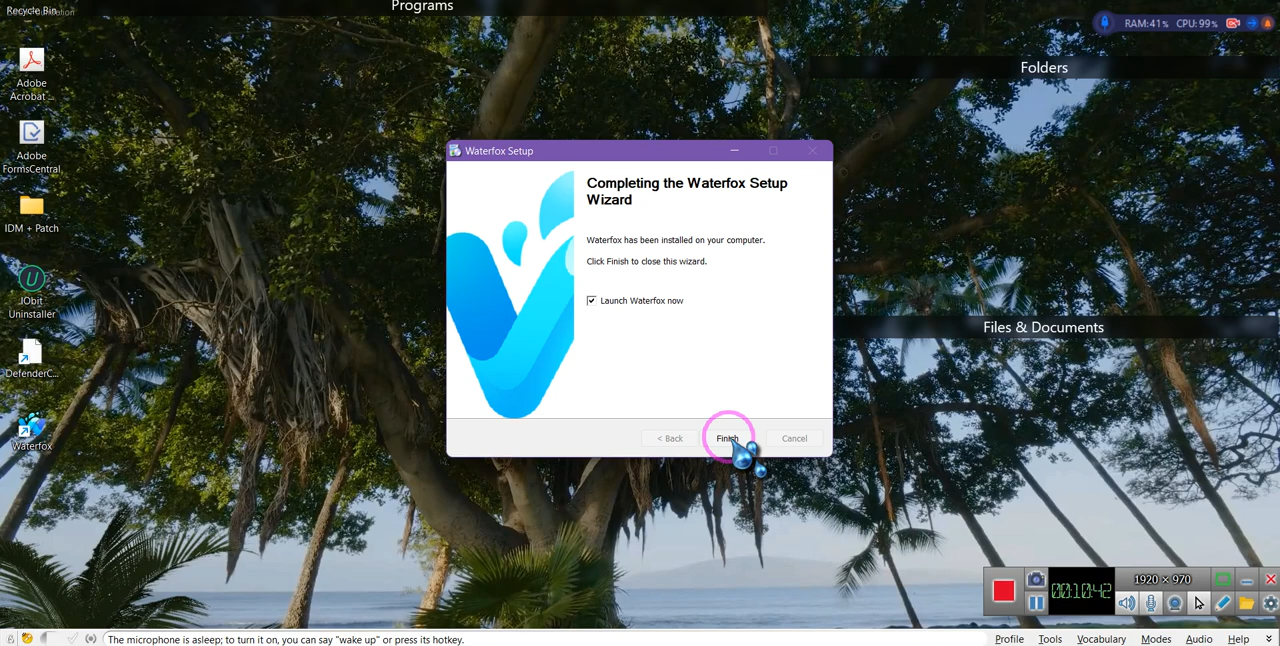 Programs
Recycle Bin
RAM:41% CPU:99%
Folders
Adobe
Acrobat ...
Adobe
FormsCentral
IDM + Patch
IObit
Uninstaller
DefenderC...
Waterfox
Waterfox Setup
Completing the Waterfox Setup
Wizard
Waterfox has been installed on your computer.
Click Finish to close this wizard.
Launch Waterfox now
< Back
Finish
Cancel
Files & Documents
1920 × 970
00:10:42
The microphone is asleep; to turn it on, you can say "wake up" or press its hotkey.
Profile Tools Vocabulary Modes Audio Help